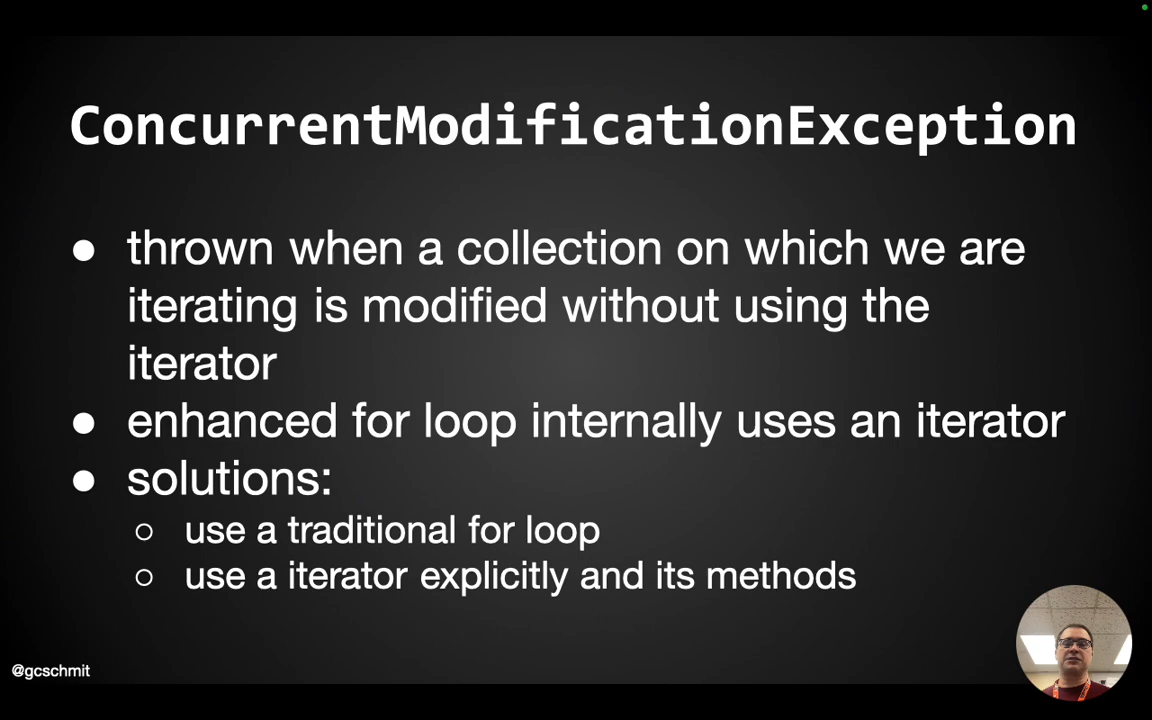 ConcurrentModificationException
● thrown when a collection on which we are
iterating is modified without using the
iterator
● enhanced for loop internally uses an iterator
● solutions:
○ use a traditional for loop
○ use a iterator explicitly and its methods
@gcschmit